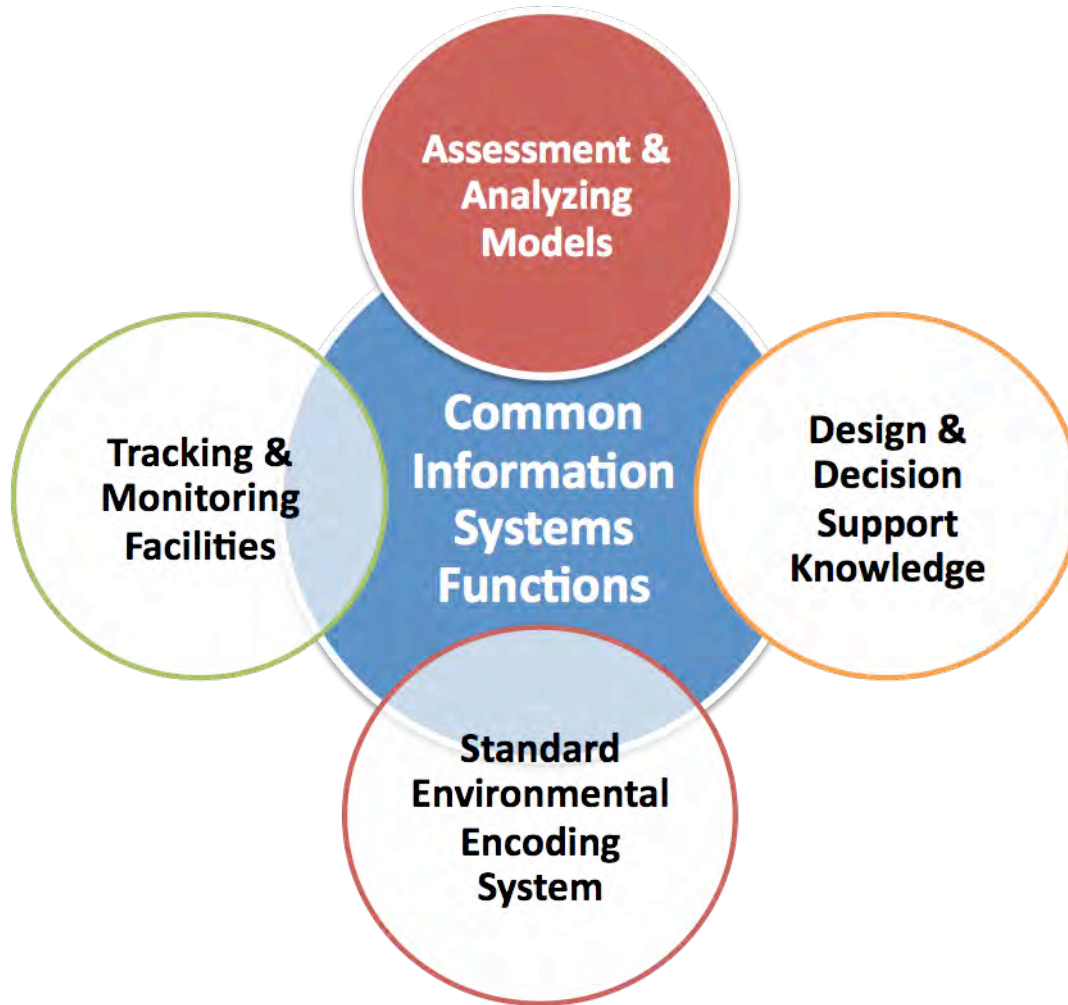 Assessment &
Analyzing
Models
Common
Information
Systems
Functions
Tracking &
Monitoring
Facilities
Design &
Decision
Support
Knowledge
Standard
Environmental
Encoding
System